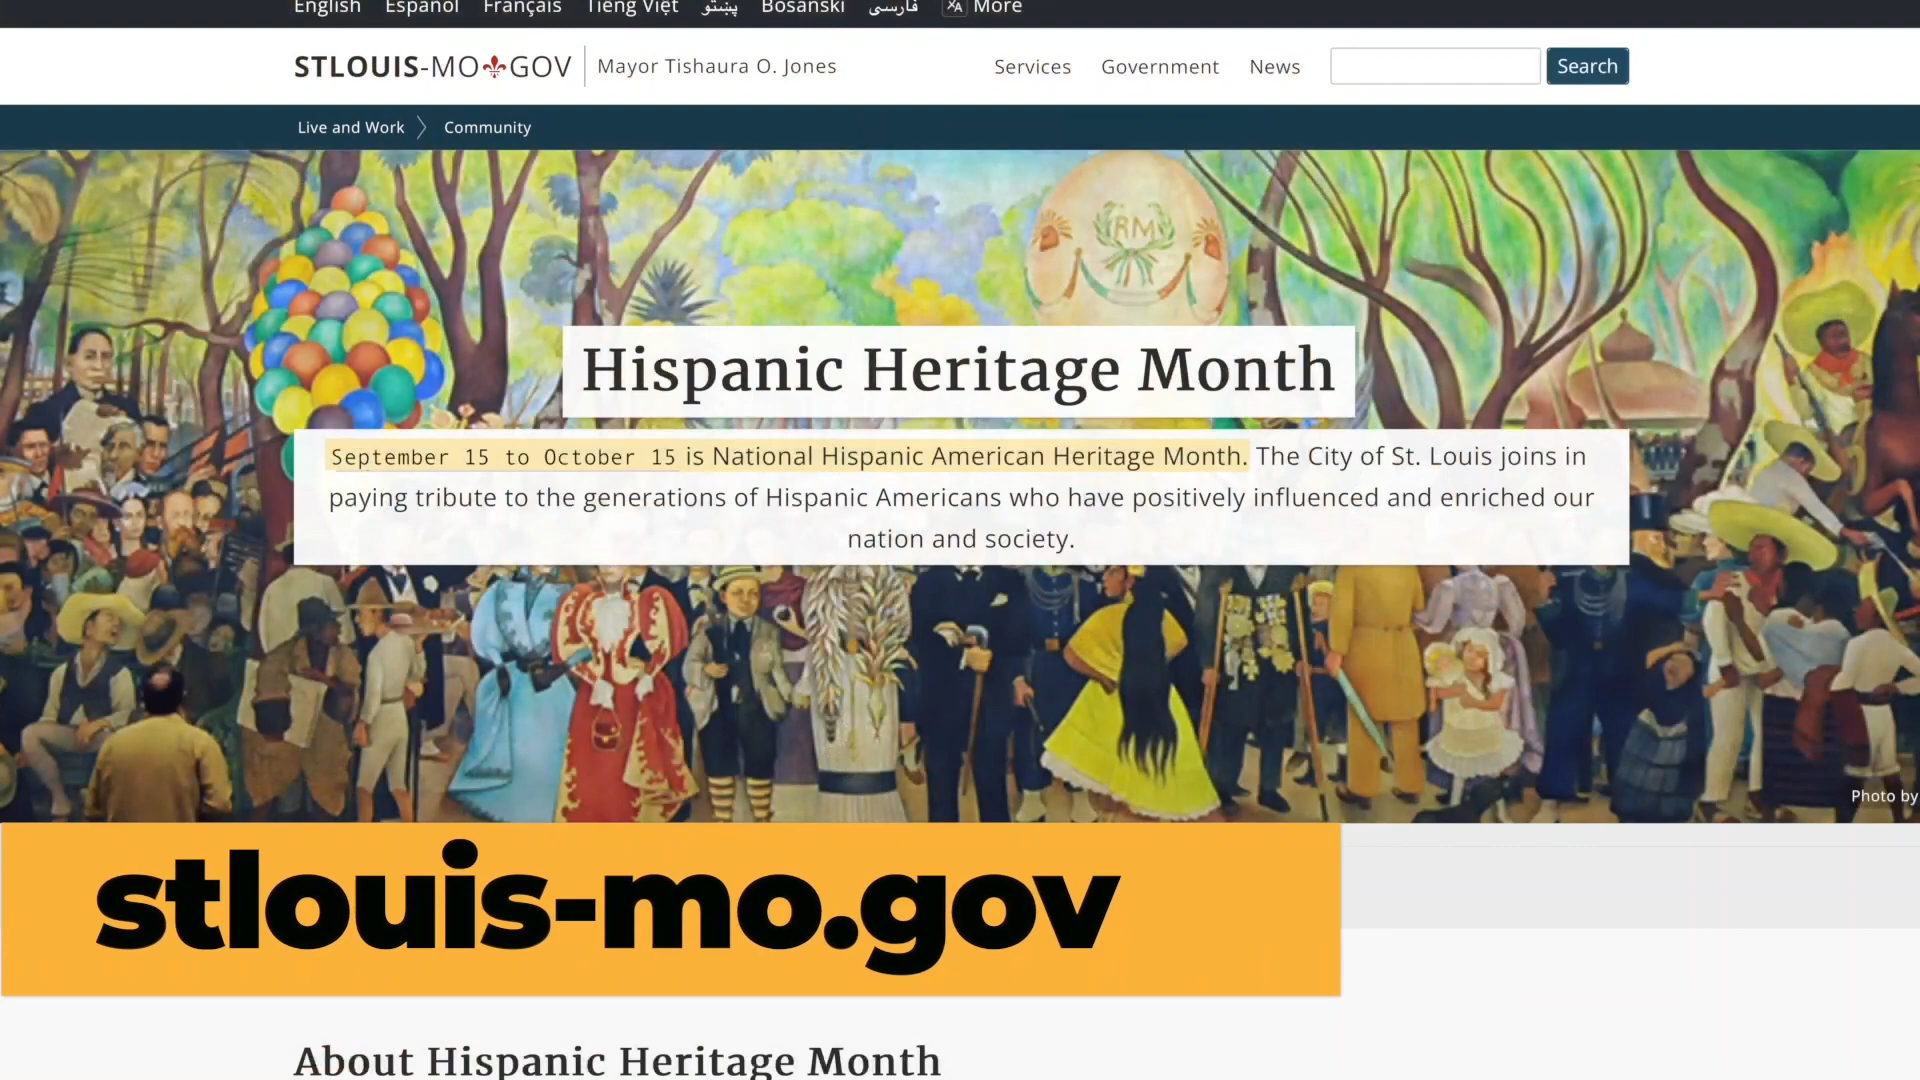 English Español Français Tiếng Việt پښتو Bosanski فارسی More
STLOUIS-MO GOV Mayor Tishaura O. Jones Services Government News Search
Live and Work Community
RM
Hispanic Heritage Month
September 15 to October 15 is National Hispanic American Heritage Month. The City of St. Louis joins in
paying tribute to the generations of Hispanic Americans who have positively influenced and enriched our
nation and society.
Photo by
stlouis-mo.gov
About Hispanic Heritage Month